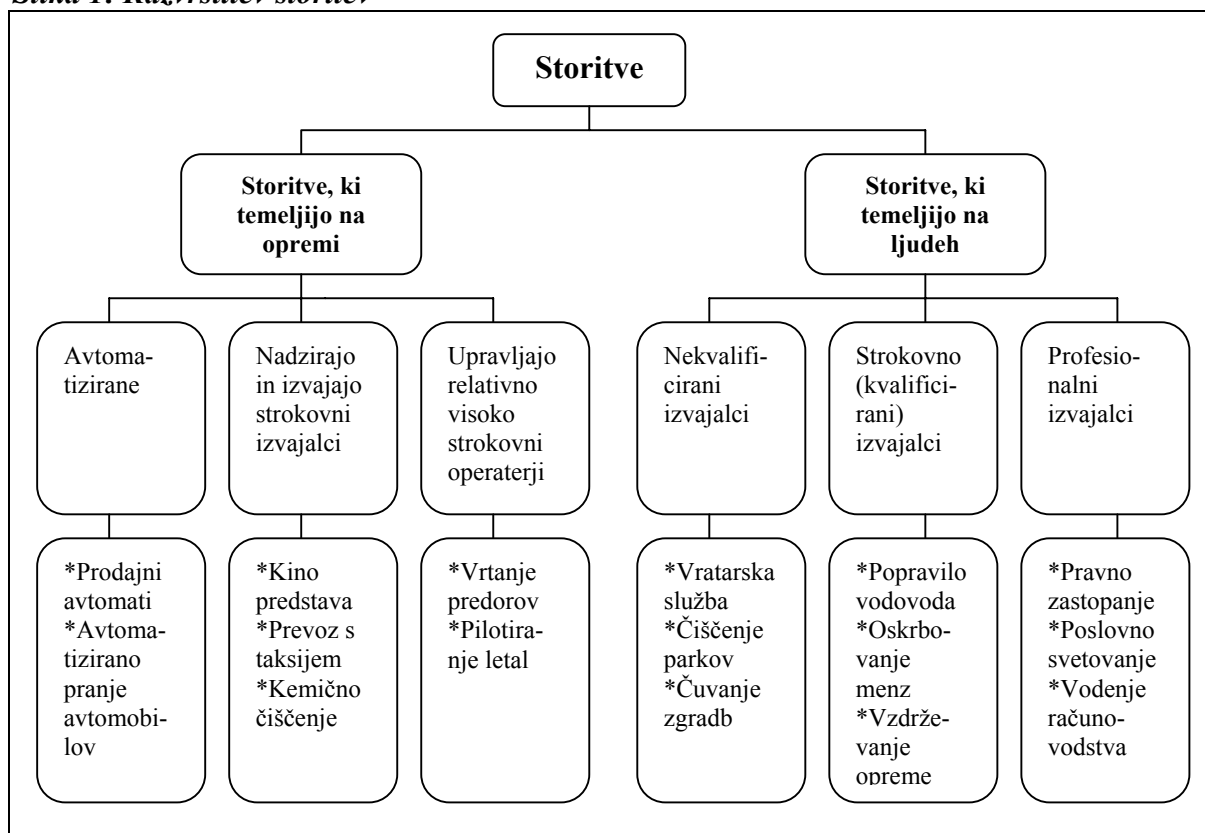 Slika 1: Razvrstitev storitev
Storitve
Storitve, ki
temeljijo na
opremi
Storitve, ki
temeljijo na
ljudeh
Avtoma-
tizirane
Nadzirajo
in izvajajo
strokovni
izvajalci
Upravljajo
relativno
visoko
strokovni
operaterji
Nekvalifi-
cirani
izvajalci
Strokovno
(kvalifici-
rani)
izvajalci
Profesio-
nalni
izvajalci
*Prodajni
avtomati
*Avtoma-
tizirano
pranje
avtomobi-
lov
*Kino
predstava
*Prevoz s
taksijem
*Kemično
čiščenje
*Vrtanje
predorov
*Pilotira-
nje letal
*Vratarska
služba
*Čiščenje
parkov
*Čuvanje
zgradb
*Popravilo
vodovoda
*Oskrbo-
vanje
menz
*Vzdrže-
vanje
opreme
*Pravno
zastopanje
*Poslovno
svetovanje
*Vodenje
računo-
vodstva